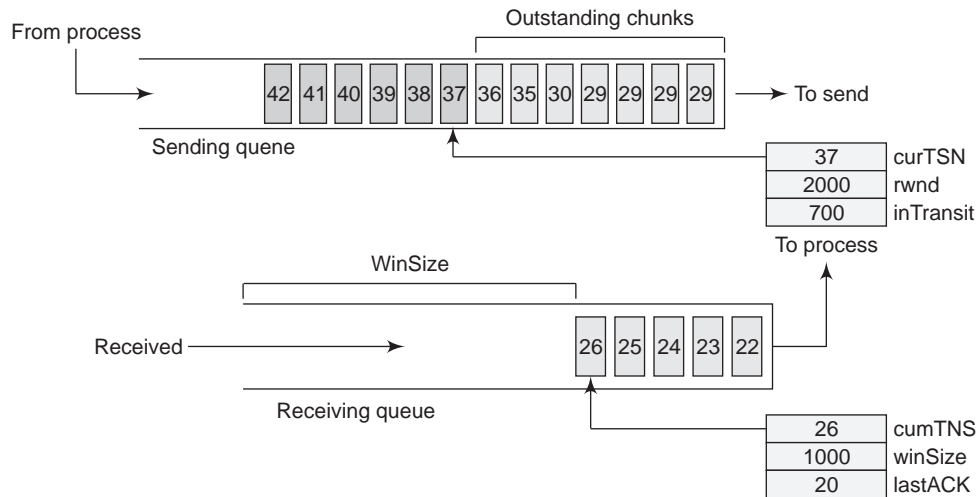 Outstanding chunks
From process
42 41 40 39 38 37 36 35 30 29 29 29 29
To send
Sending quene
37 curTSN
2000 rwnd
700 inTransit
To process
WinSize
Received
26 25 24 23 22
Receiving queue
26 cumTNS
1000 winSize
20 lastACK